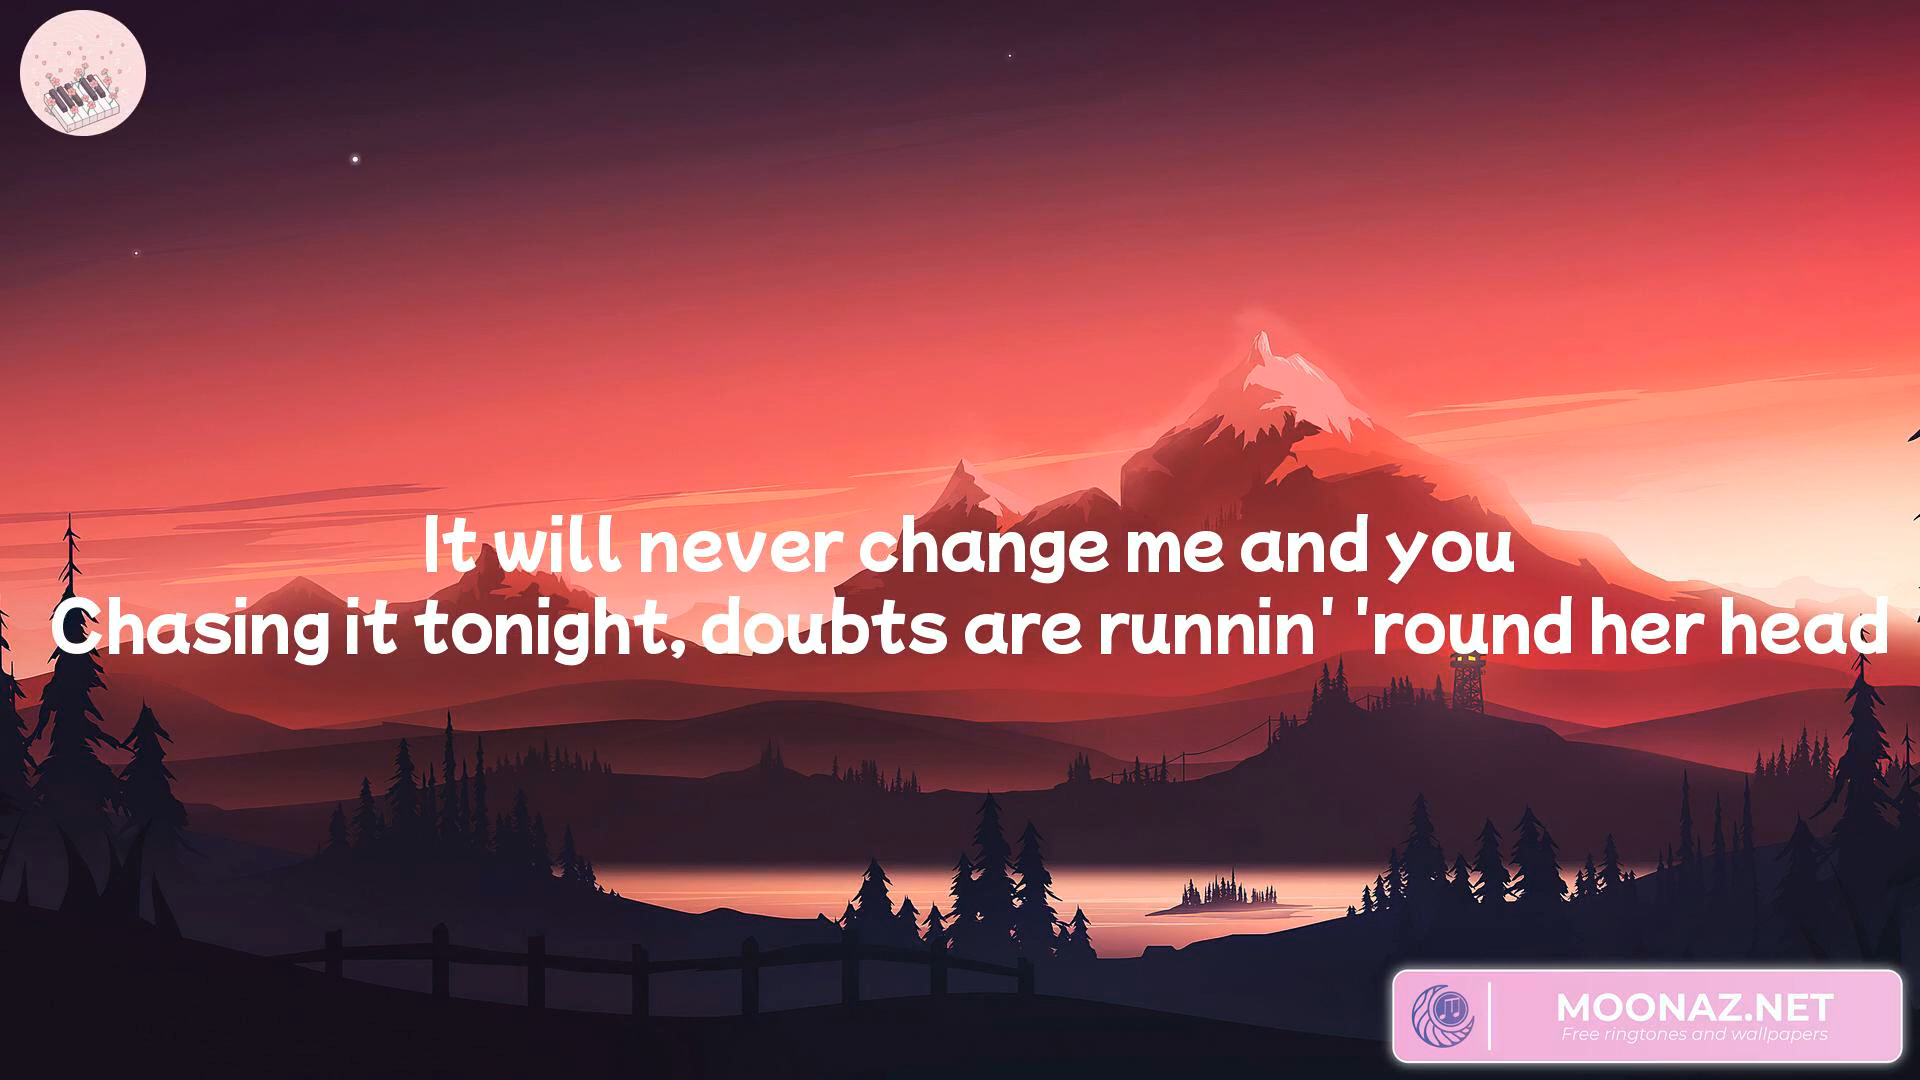 It will never change me and you
Chasing it tonight, doubts are runnin' 'round her head
MOONAZ.NET
Free ringtones and wallpapers